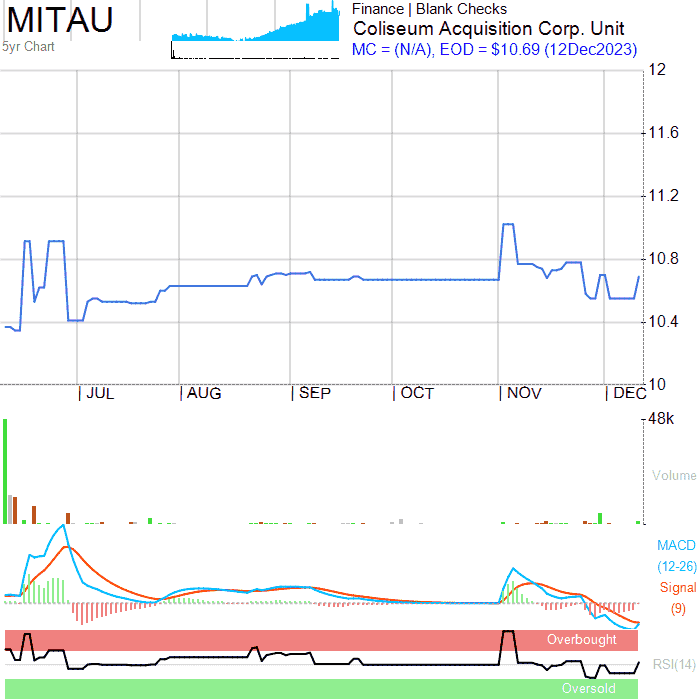 MITAU
5yr Chart
Finance | Blank Checks
Coliseum Acquisition Corp. Unit
MC = (N/A), EOD = $10.69 (12Dec2023)
12
11.6
11.2
10.8
10.4
10
| JUL | AUG | SEP | OCT | NOV | DEC
48k
Volume
MACD
(12-26)
Signal
(9)
Overbought
RSI(14)
Oversold